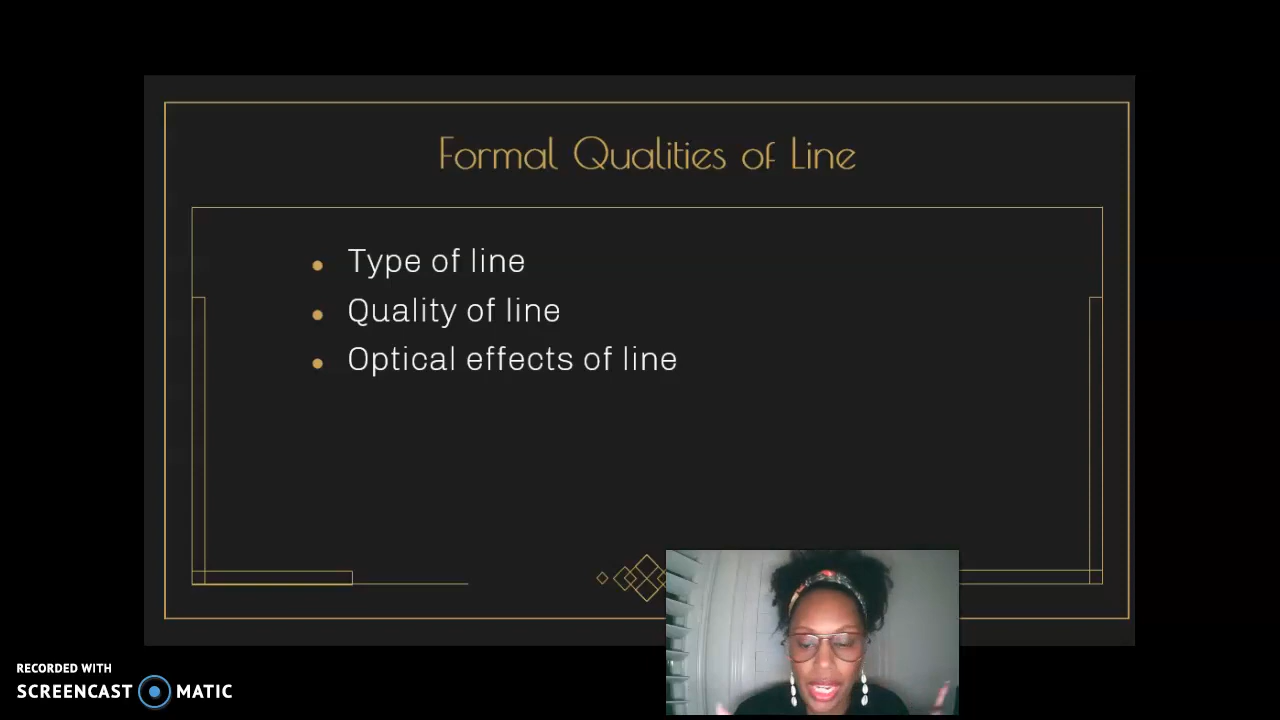 Formal Qualities of Line
Type of line
Quality of line
Optical effects of line
RECORDED WITH
SCREENCAST MATIC